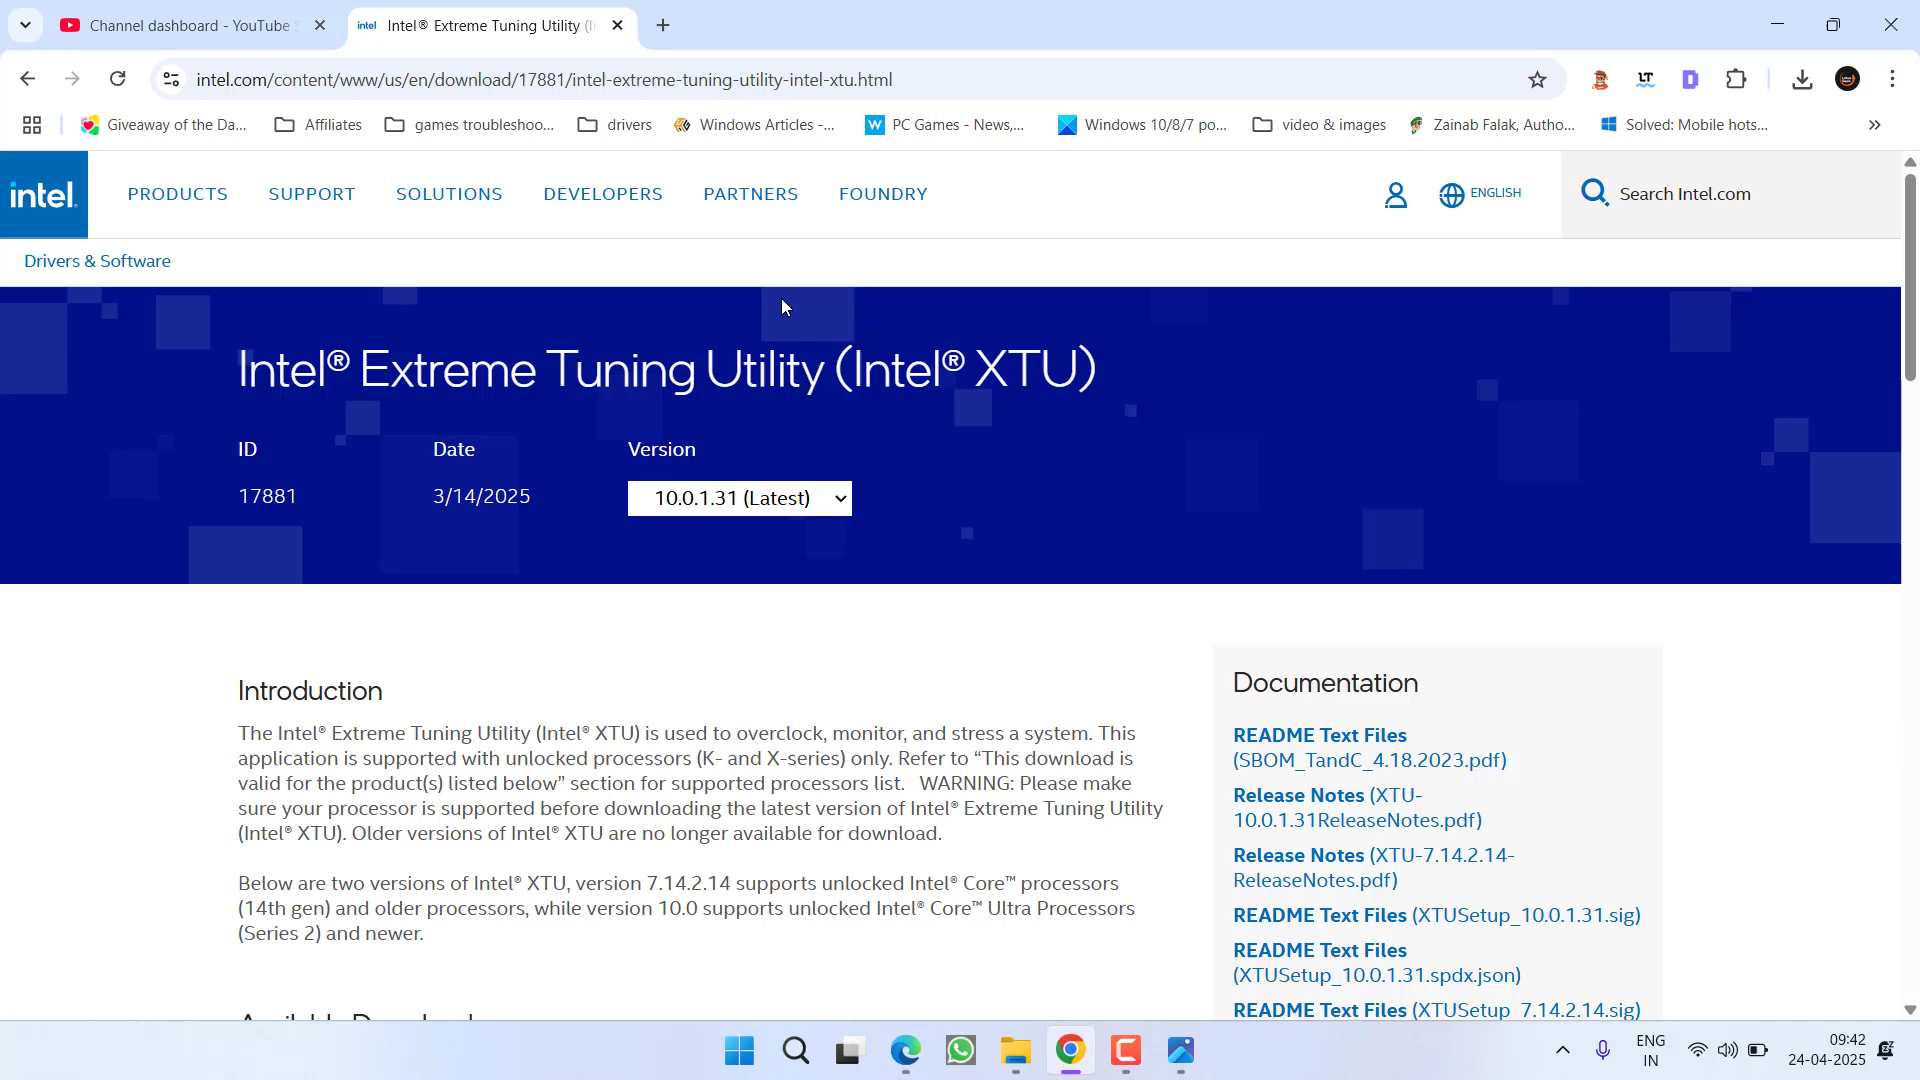 Channel dashboard - YouTube S
intel
Intel® Extreme Tuning Utility (I
intel.com/content/www/us/en/download/17881/intel-extreme-tuning-utility-intel-xtu.html
LT
Giveaway of the Da...
Affiliates
games troubleshoo...
drivers
Windows Articles -...
W
PC Games - News,...
Windows 10/8/7 po...
video & images
Zainab Falak, Autho...
Solved: Mobile hots...
»
intel.
PRODUCTS
SUPPORT
SOLUTIONS
DEVELOPERS
PARTNERS
FOUNDRY
ENGLISH
Search Intel.com
Drivers & Software
Intel® Extreme Tuning Utility (Intel® XTU)
ID
Date
Version
17881
3/14/2025
10.0.1.31 (Latest)
Introduction
The Intel® Extreme Tuning Utility (Intel® XTU) is used to overclock, monitor, and stress a system. This
application is supported with unlocked processors (K- and X-series) only. Refer to “This download is
valid for the product(s) listed below” section for supported processors list.   WARNING: Please make
sure your processor is supported before downloading the latest version of Intel® Extreme Tuning Utility
(Intel® XTU). Older versions of Intel® XTU are no longer available for download.
Below are two versions of Intel® XTU, version 7.14.2.14 supports unlocked Intel® Core™ processors
(14th gen) and older processors, while version 10.0 supports unlocked Intel® Core™ Ultra Processors
(Series 2) and newer.
Documentation
README Text Files
(SBOM_TandC_4.18.2023.pdf)
Release Notes (XTU-
10.0.1.31ReleaseNotes.pdf)
Release Notes (XTU-7.14.2.14-
ReleaseNotes.pdf)
README Text Files (XTUSetup_10.0.1.31.sig)
README Text Files
(XTUSetup_10.0.1.31.spdx.json)
README Text Files (XTUSetup_7.14.2.14.sig)
ENG
IN
09:42
24-04-2025